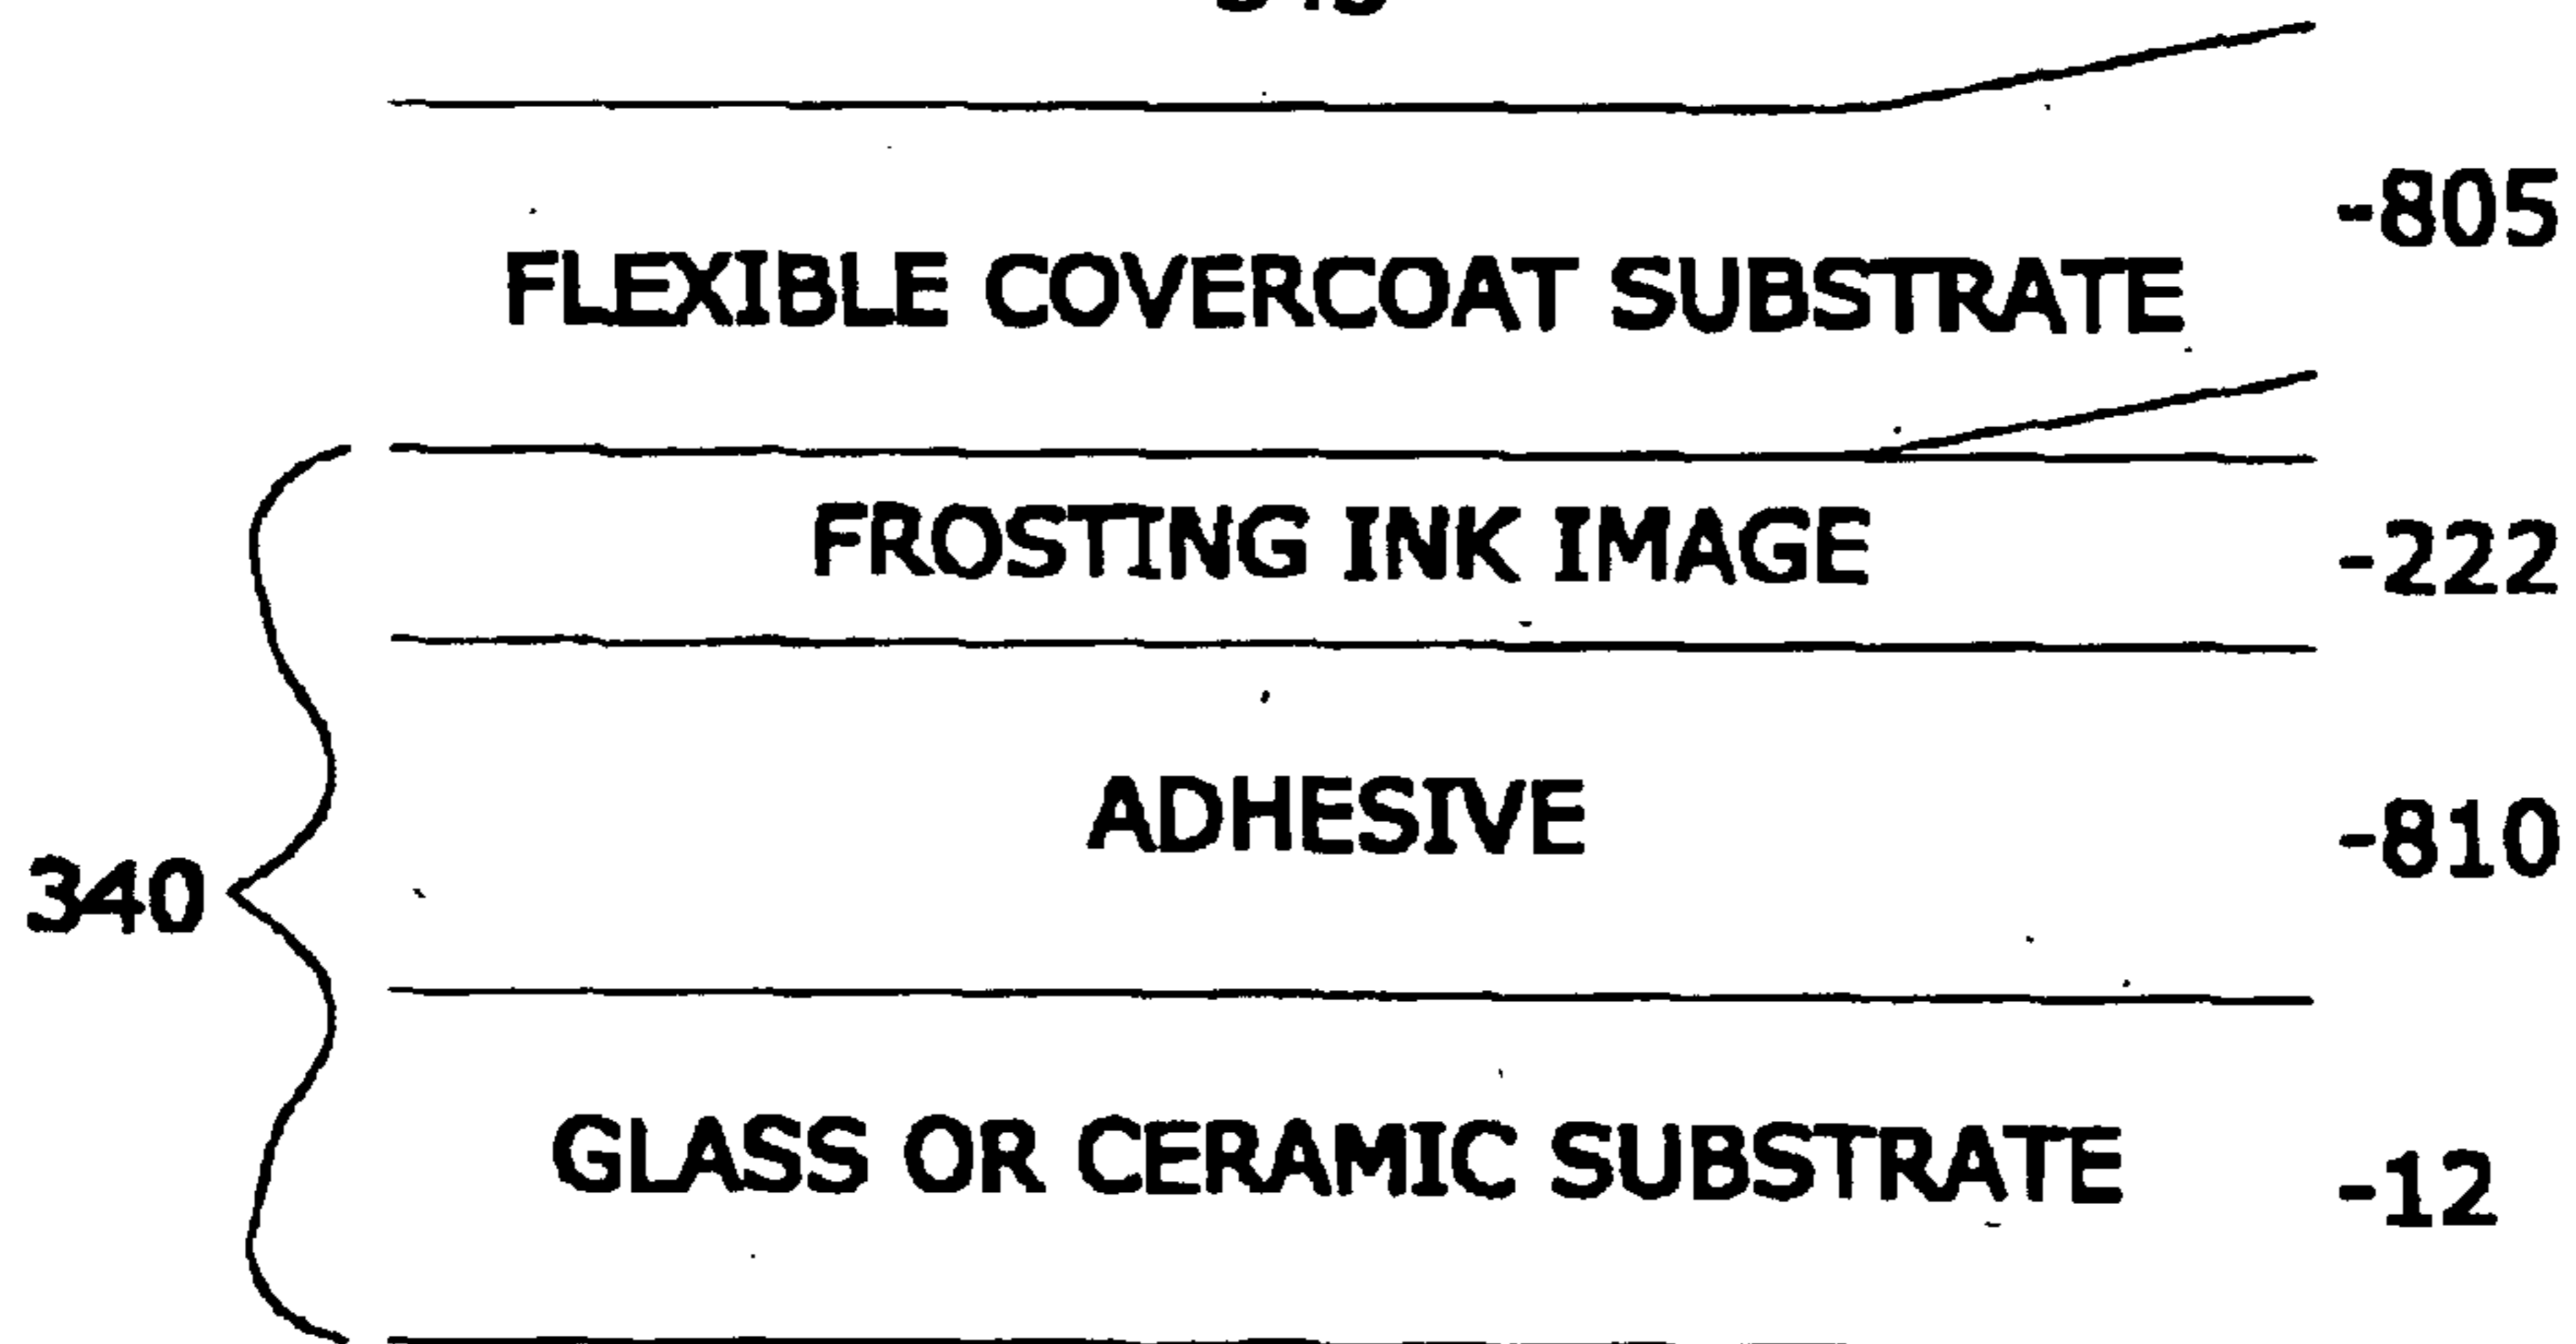 -805
FLEXIBLE COVERCOAT SUBSTRATE
FROSTING INK IMAGE
-222
ADHESIVE
-810
340
GLASS OR CERAMIC SUBSTRATE
-12